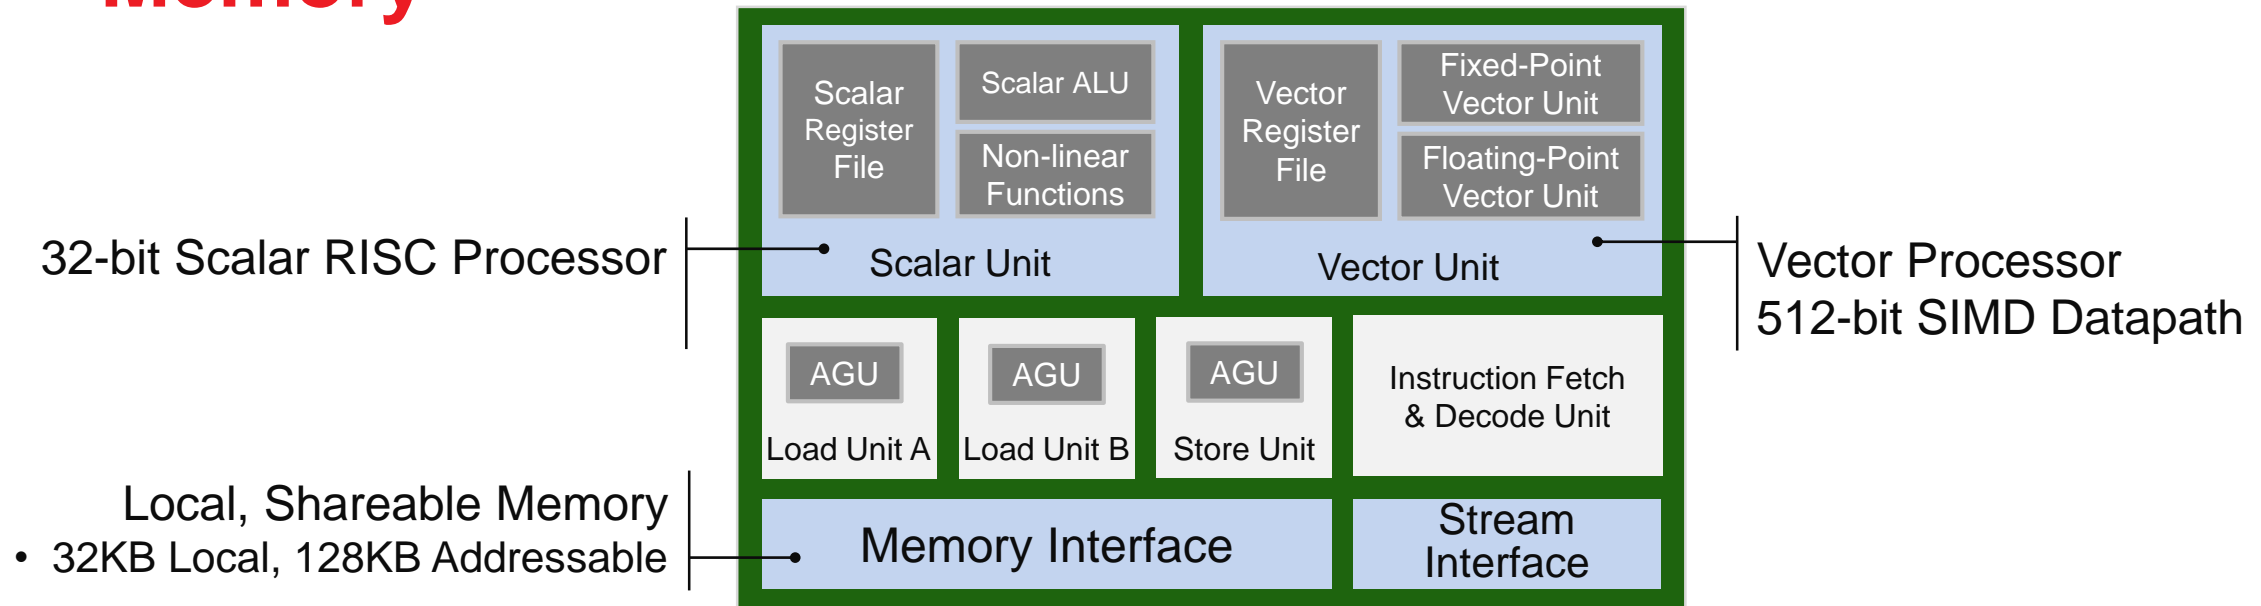 Memory
Scalar
Register
File
Scalar ALU
Non-linear
Functions
Scalar Unit
Vector
Register
File
Fixed-Point
Vector Unit
Floating-Point
Vector Unit
Vector Unit
32-bit Scalar RISC Processor
Vector Processor
512-bit SIMD Datapath
AGU
Load Unit A
AGU
Load Unit B
AGU
Store Unit
Instruction Fetch
& Decode Unit
Local, Shareable Memory
• 32KB Local, 128KB Addressable
Memory Interface
Stream
Interface